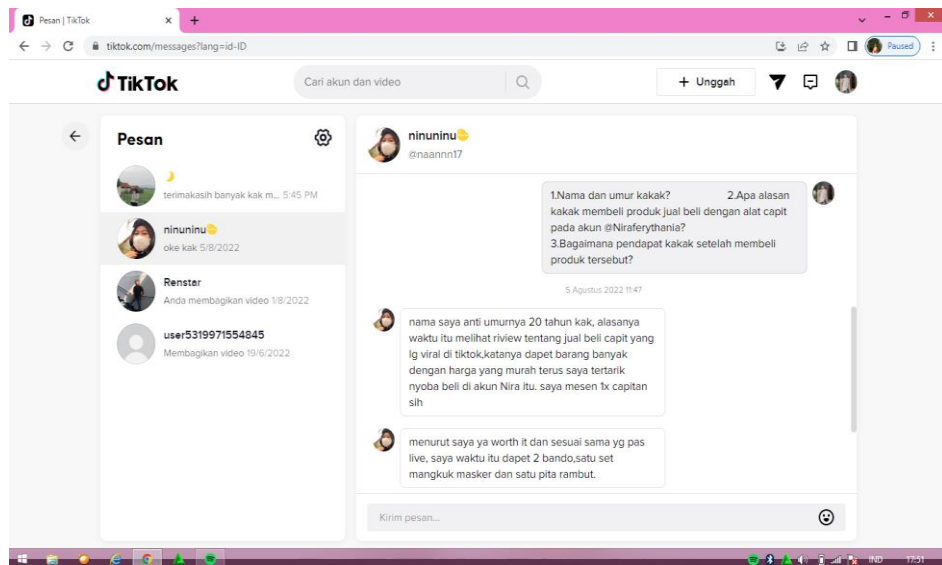 Pesan | TikTok
tiktok.com/messages?lang=id-ID
Paused
TikTok
Cari akun dan video
+ Unggah
Pesan
terimakasih banyak kak m... 5:45 PM
ninuninu
oke kak 5/8/2022
Renstar
Anda membagikan video 1/8/2022
user5319971554845
Membagikan video 19/6/2022
ninuninu
@naannn17
1.Nama dan umur kakak? 2.Apa alasan
kakak membeli produk jual beli dengan alat capit
pada akun @Niraferythania?
3.Bagaimana pendapat kakak setelah membeli
produk tersebut?
5 Agustus 2022 11:47
nama saya anti umurnya 20 tahun kak, alasanya
waktu itu melihat riview tentang jual beli capit yang
lg viral di tiktok,katanya dapet barang banyak
dengan harga yang murah terus saya tertarik
nyoba beli di akun Nira itu. saya mesen 1x capitan
sih
menurut saya ya worth it dan sesuai sama yg pas
live, saya waktu itu dapet 2 bando,satu set
mangkuk masker dan satu pita rambut.
Kirim pesan...
IND 17:51